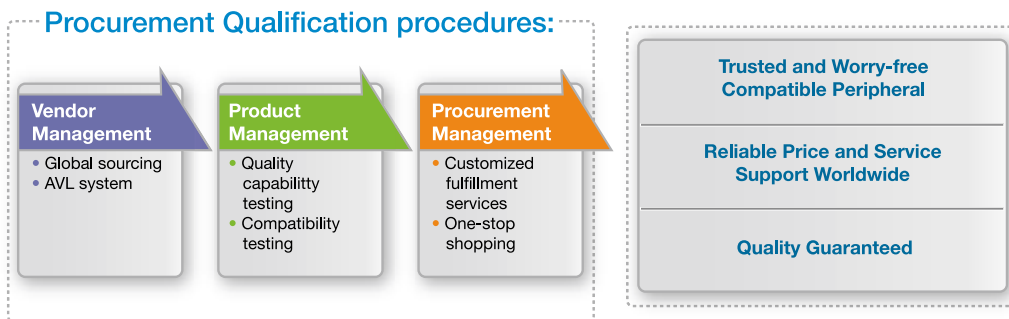 Procurement Qualification procedures:
Vendor
Management
• Global sourcing
• AVL system
Product
Management
• Quality
capabilitty
testing
• Compatibility
testing
Procurement
Management
• Customized
fulfillment
services
• One-stop
shopping
Trusted and Worry-free
Compatible Peripheral
Reliable Price and Service
Support Worldwide
Quality Guaranteed